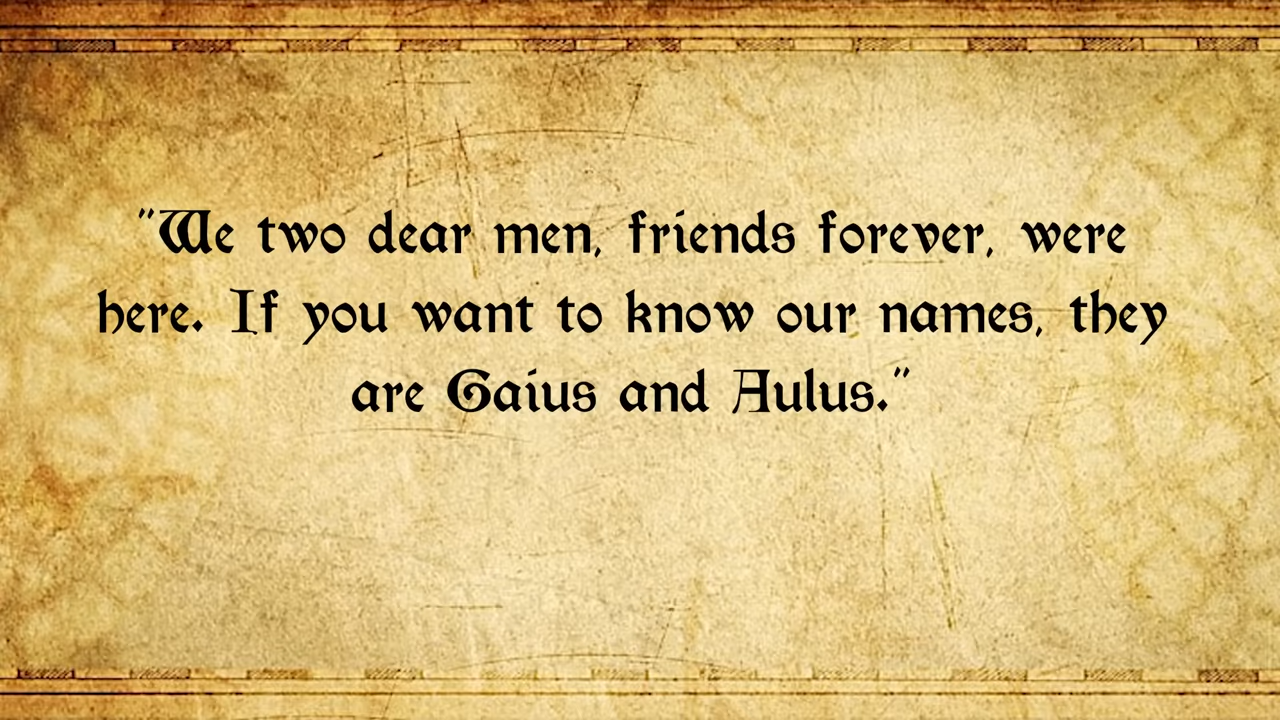 "We two dear men, friends forever, were
here. If you want to know our names, they
are Gaius and Aulus."